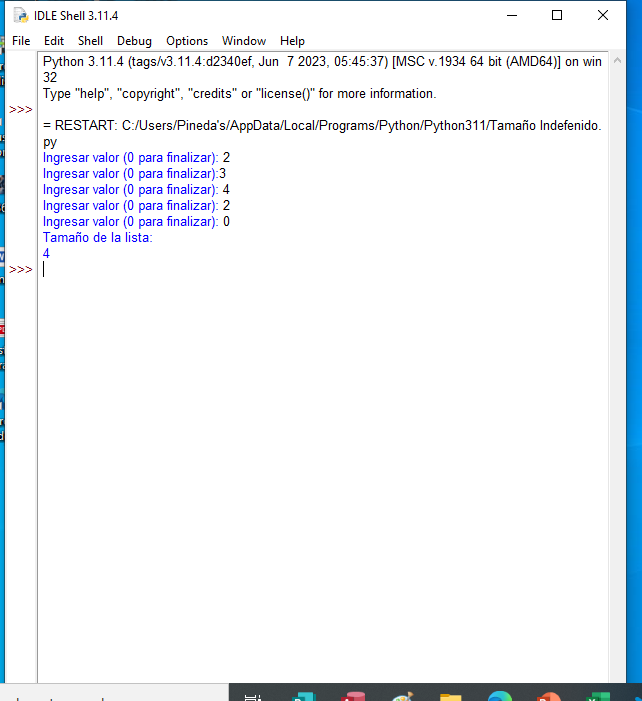 IDLE Shell 3.11.4
File Edit Shell Debug Options Window Help
Python 3.11.4 (tags/v3.11.4:d2340ef, Jun  7 2023, 05:45:37) [MSC v.1934 64 bit (AMD64)] on win
32
Type "help", "copyright", "credits" or "license()" for more information.
>>>
= RESTART: C:/Users/Pineda's/AppData/Local/Programs/Python/Python311/Tamaño Indefenido.
py
Ingresar valor (0 para finalizar): 2
Ingresar valor (0 para finalizar):3
Ingresar valor (0 para finalizar): 4
Ingresar valor (0 para finalizar): 2
Ingresar valor (0 para finalizar): 0
Tamaño de la lista:
4
>>>